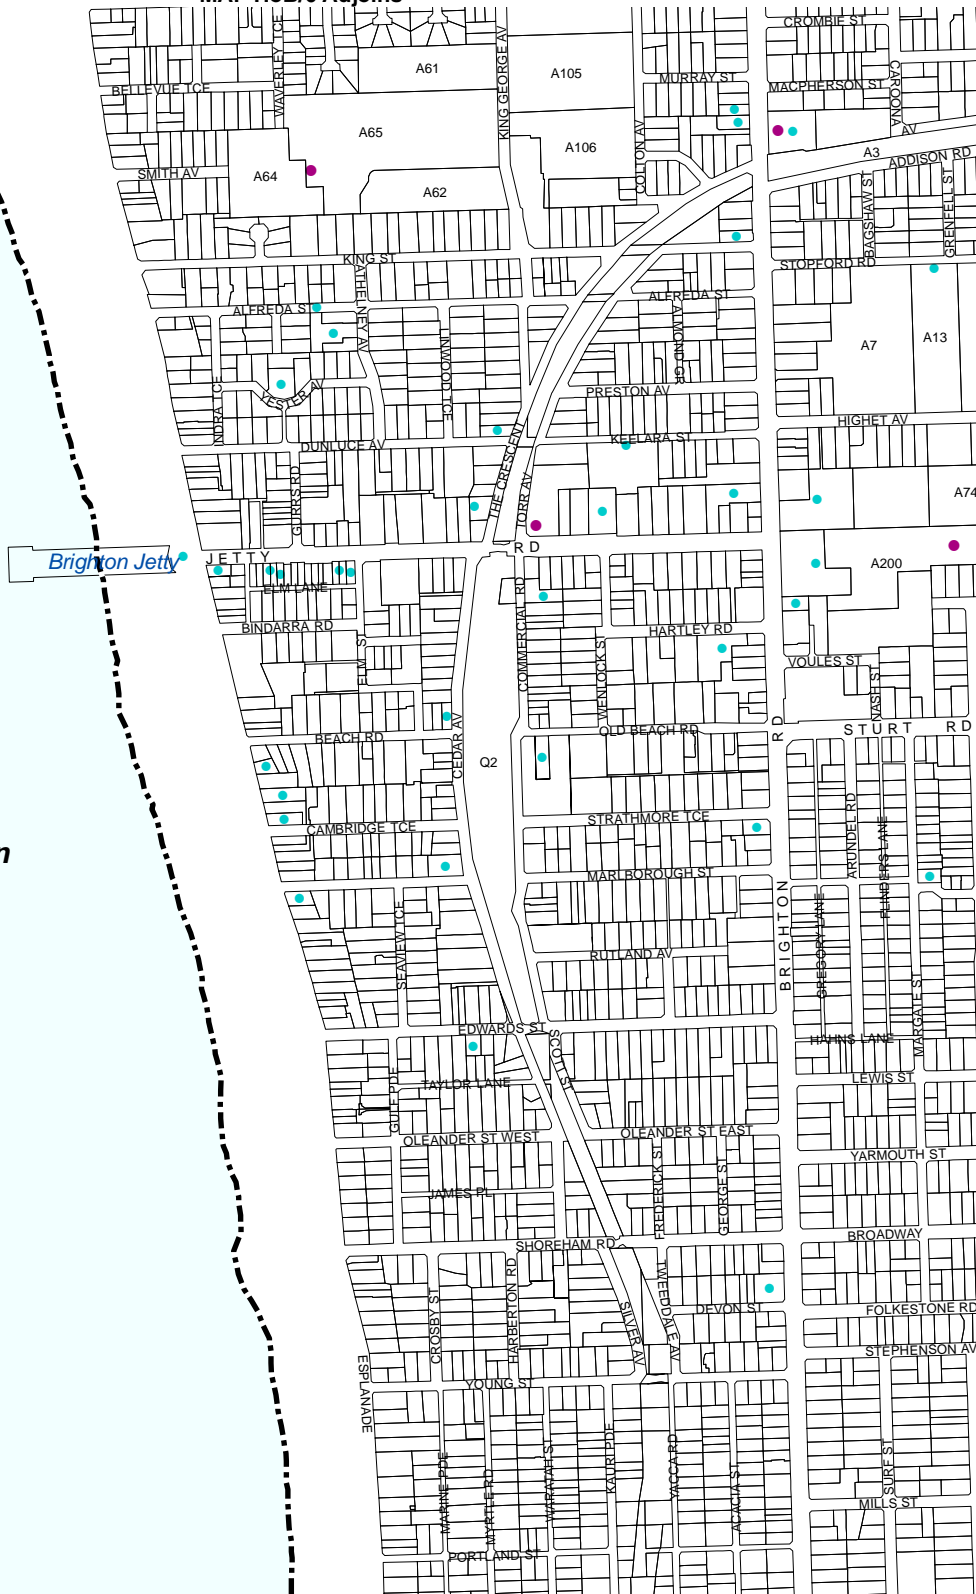 CROMBIE ST
WAVERLEY TCE
KING GEORGE AV
A61
A105
MURRAY ST
MACPHERSON ST
CAROONA AV
BELLEVUE TCE
A65
A106
COLTON AV
A3
ADDISON RD
SMITH AV
A64
A62
BAGSHAW ST
GRENFELL ST
KING ST
STOPFORD RD
ATHELNEY AV
ALFREDA ST
ALFREDA ST
ALMOND GR
INWOOD TCE
A7
A13
YESTER AV
PRESTON AV
INDRA TCE
HIGHET AV
DUNLUCE AV
KEELARA ST
THE CRESCENT
TORR AV
GURRS RD
A74
Brighton Jetty
JETTY
RD
A200
ELM LANE
COMMERCIAL RD
BINDARRA RD
HARTLEY RD
ELM S
WENLOCK ST
VOULES ST
NASH ST
BEACH RD
CEDAR AV
Q2
OLD BEACH RD
RD
STURT
RD
CAMBRIDGE TCE
STRATHMORE TCE
ARUNDEL RD
FLINDERS LANE
n
MARLBOROUGH ST
BRIGHTON
GREGORY LANE
SEAVIEW TCE
RUTLAND AV
MARGATE ST
EDWARDS ST
SCOTT ST
HAHNS LANE
GULF PDE
TAYLOR LANE
LEWIS ST
OLEANDER ST WEST
OLEANDER ST EAST
YARMOUTH ST
FREDERICK ST
GEORGE ST
JAMES PL
SHOREHAM RD
BROADWAY
CROSBY ST
HARBERTON RD
TWEEDDALE AV
SILVER AV
DEVON ST
FOLKESTONE RD
STEPHENSON AV
ESPLANADE
YOUNG ST
MARINE PDE
MYRTLE RD
WARATAH ST
KAURI PDE
YACCA RD
ACACIA ST
SURF ST
MILLS ST
PORTLAND ST